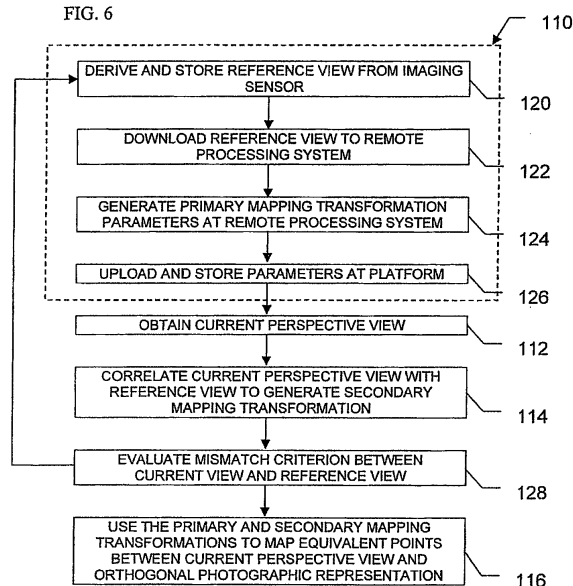 FIG. 6
110
DERIVE AND STORE REFERENCE VIEW FROM IMAGING
SENSOR
120
DOWNLOAD REFERENCE VIEW TO REMOTE
PROCESSING SYSTEM
122
GENERATE PRIMARY MAPPING TRANSFORMATION
PARAMETERS AT REMOTE PROCESSING SYSTEM
124
UPLOAD AND STORE PARAMETERS AT PLATFORM
126
OBTAIN CURRENT PERSPECTIVE VIEW
112
CORRELATE CURRENT PERSPECTIVE VIEW WITH
REFERENCE VIEW TO GENERATE SECONDARY
MAPPING TRANSFORMATION
114
EVALUATE MISMATCH CRITERION BETWEEN
CURRENT VIEW AND REFERENCE VIEW
128
USE THE PRIMARY AND SECONDARY MAPPING
TRANSFORMATIONS TO MAP EQUIVALENT POINTS
BETWEEN CURRENT PERSPECTIVE VIEW AND
ORTHOGONAL PHOTOGRAPHIC REPRESENTATION
116